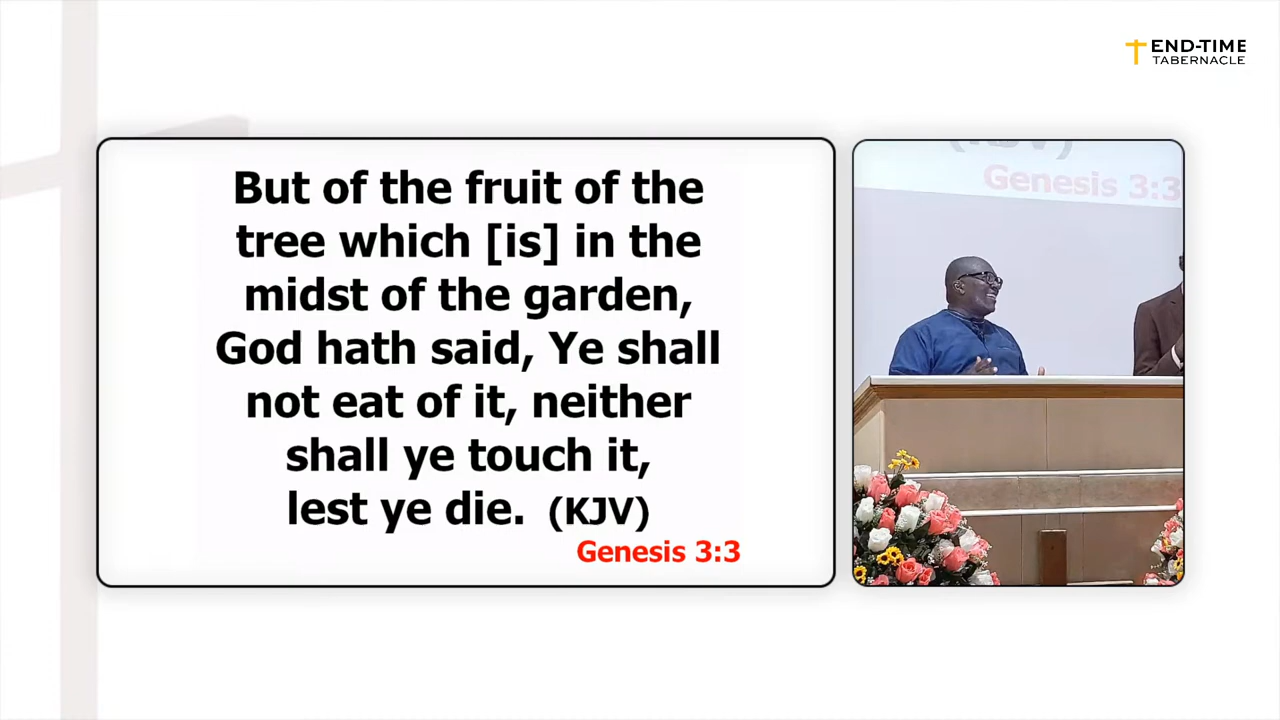 END-TIME
TABERNACLE
But of the fruit of the
tree which [is] in the
midst of the garden,
God hath said, Ye shall
not eat of it, neither
shall ye touch it,
lest ye die. (KJV)
Genesis 3:3
(KJV)
Genesis 3:3